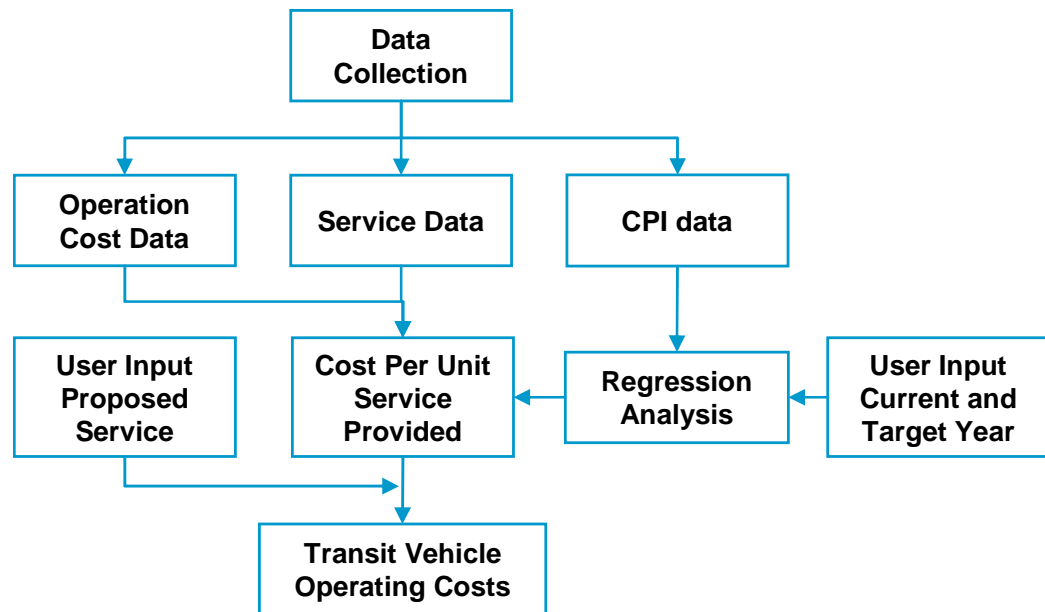 Data
Collection
Operation
Cost Data
Service Data
CPI data
User Input
Proposed
Service
Cost Per Unit
Service
Provided
Regression
Analysis
User Input
Current and
Target Year
Transit Vehicle
Operating Costs